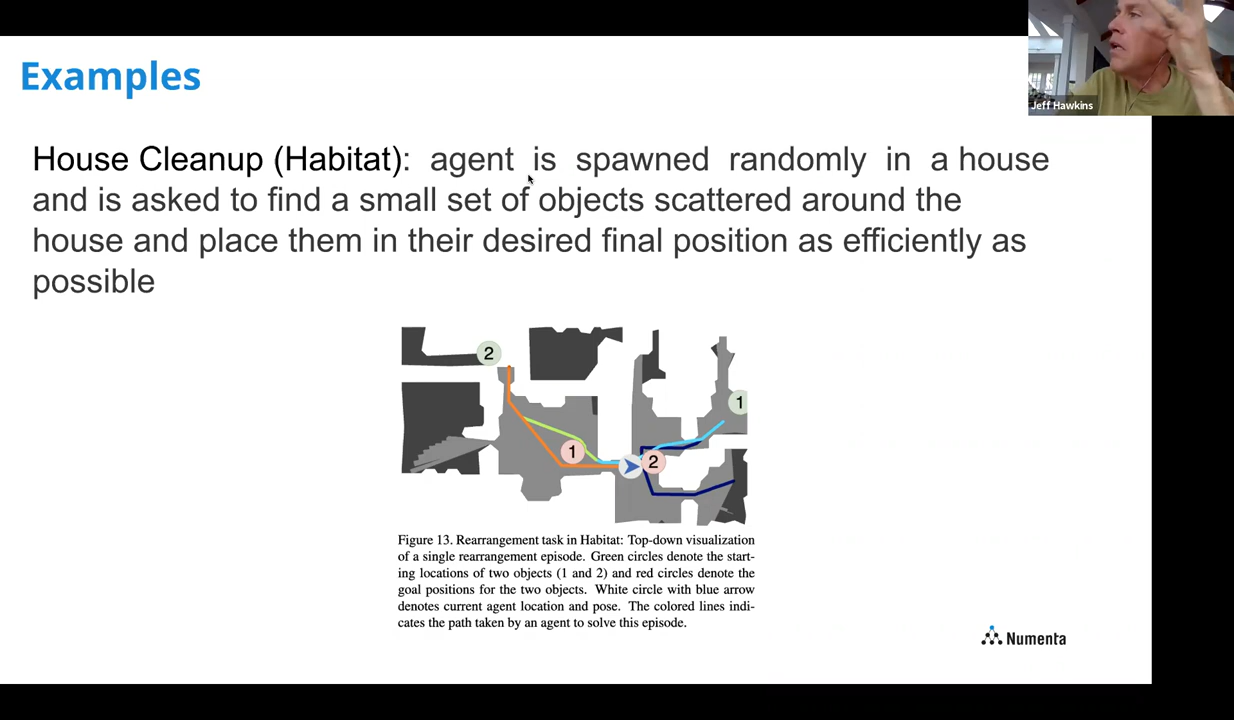 Examples
Jeff Hawkins
House Cleanup (Habitat): agent is spawned randomly in a house
and is asked to find a small set of objects scattered around the
house and place them in their desired final position as efficiently as
possible
2
1
1
2
Figure 13. Rearrangement task in Habitat: Top-down visualization
of a single rearrangement episode. Green circles denote the start-
ing locations of two objects (1 and 2) and red circles denote the
goal positions for the two objects. White circle with blue arrow
denotes current agent location and pose. The colored lines indi-
cates the path taken by an agent to solve this episode.
Numenta